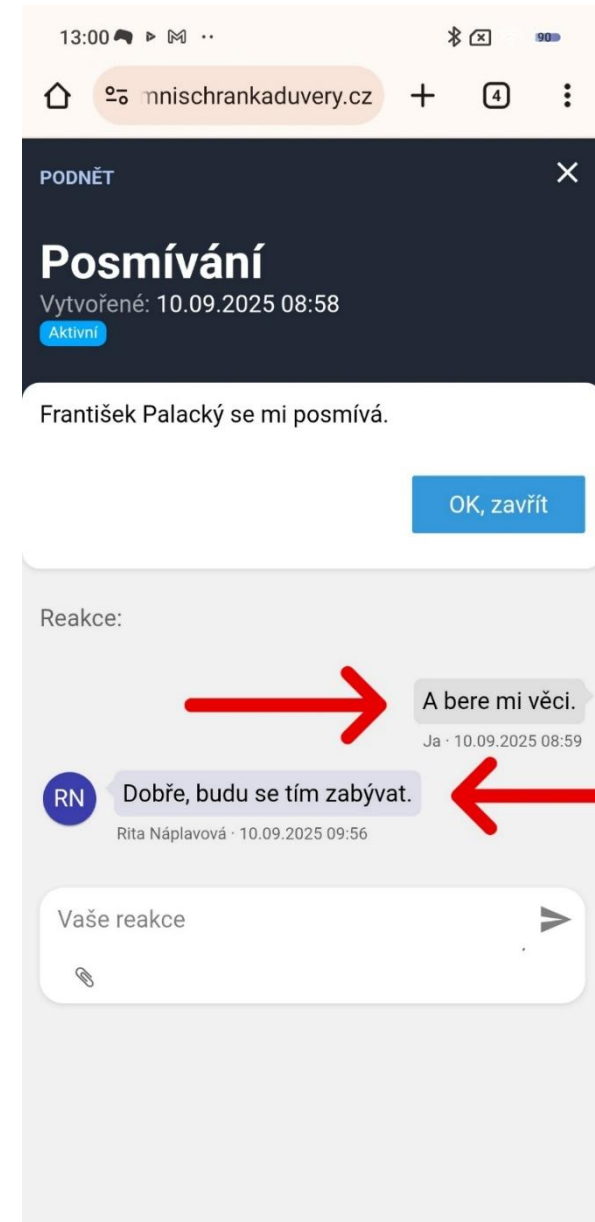 13:00
90
mnischrankaduvery.cz
4
PODNĚT
Posmívání
Vytvořené: 10.09.2025 08:58
Aktivní
František Palacký se mi posmívá.
OK, zavřít
Reakce:
A bere mi věci.
Ja · 10.09.2025 08:59
RN
Dobře, budu se tím zabývat.
Rita Náplavová · 10.09.2025 09:56
Vaše reakce